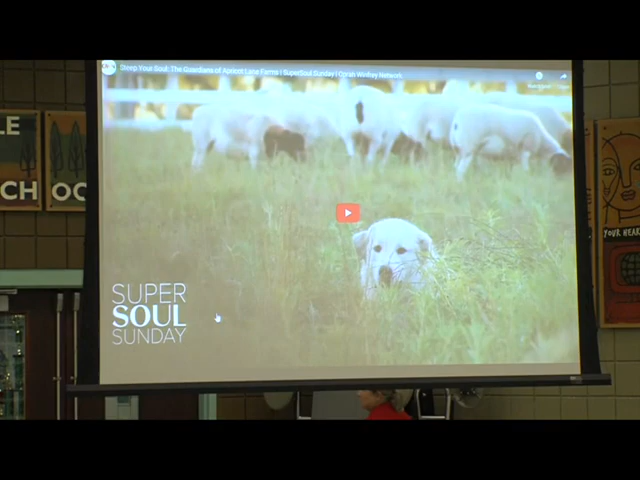 Steep Your Soul: The Guardians of Apricot Lane Farms | SuperSoul Sunday | Oprah Winfrey Network
LE
CH
OC
SUPER
SOUL
SUNDAY
YOUR HEAR